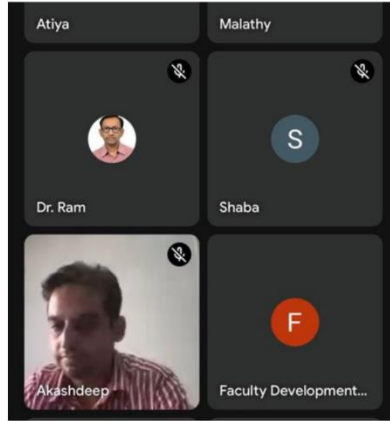 Atiya
Malathy
Dr. Ram
S
Shaba
Akashdeep
F
Faculty Development...